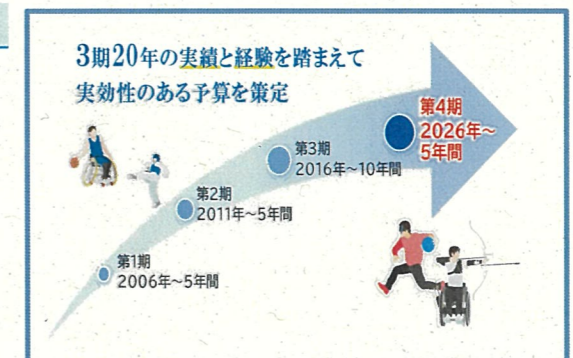 3期20年の実績と経験を踏まえて
実効性のある予算を策定
第4期
2026年～
5年間
第3期
2016年～10年間
第2期
2011年～5年間
第1期
2006年～5年間